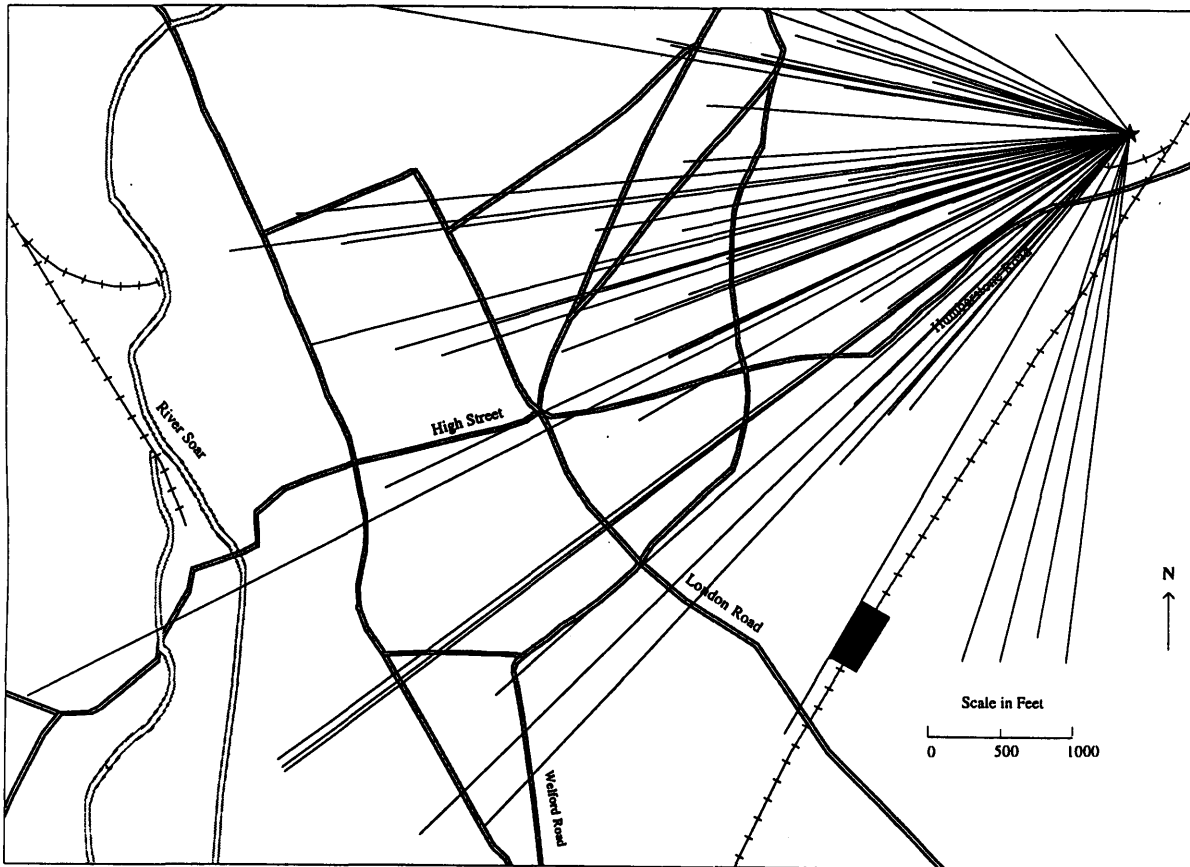 Humberstone Road
River Soar
High Street
London Road
N
Scale in Feet
0 500 1000
Welford Road